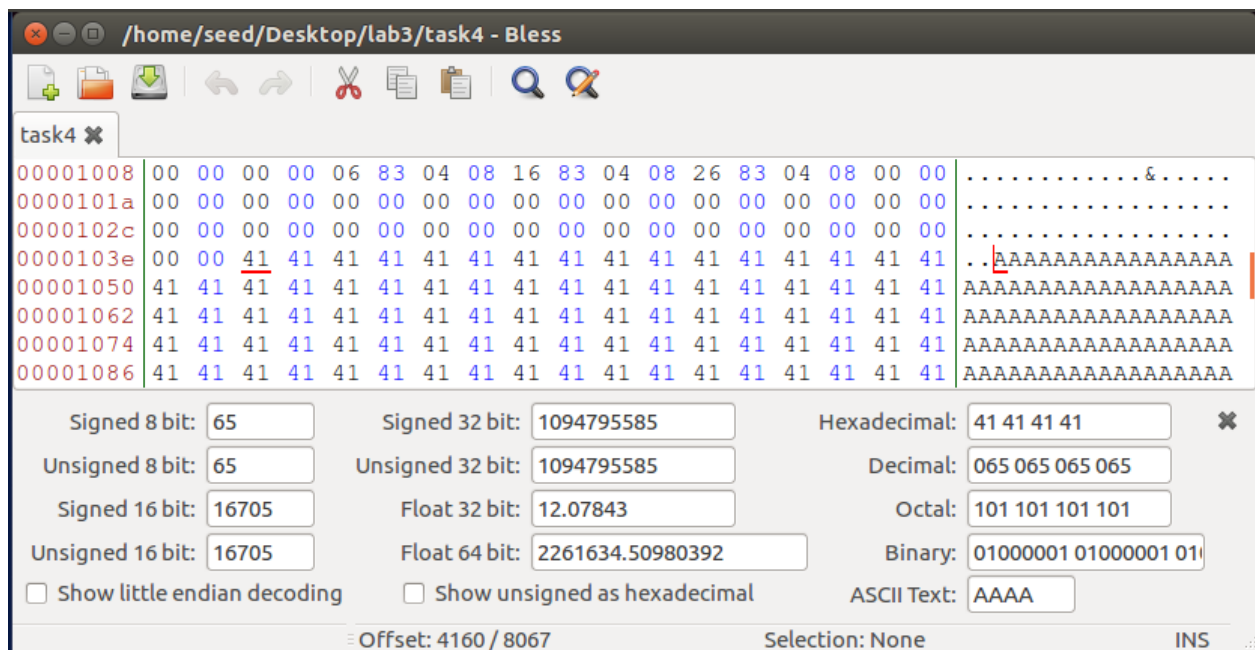 /home/seed/Desktop/lab3/task4 - Bless
task4
00001008 00 00 00 00 06 83 04 08 16 83 04 08 26 83 04 08 00 00 .............&.....
0000101a 00 00 00 00 00 00 00 00 00 00 00 00 00 00 00 00 00 00 ..................
0000102c 00 00 00 00 00 00 00 00 00 00 00 00 00 00 00 00 00 00 ..................
0000103e 00 00 41 41 41 41 41 41 41 41 41 41 41 41 41 41 41 41 ..AAAAAAAAAAAAAAAA
00001050 41 41 41 41 41 41 41 41 41 41 41 41 41 41 41 41 41 41 AAAAAAAAAAAAAAAAAA
00001062 41 41 41 41 41 41 41 41 41 41 41 41 41 41 41 41 41 41 AAAAAAAAAAAAAAAAAA
00001074 41 41 41 41 41 41 41 41 41 41 41 41 41 41 41 41 41 41 AAAAAAAAAAAAAAAAAA
00001086 41 41 41 41 41 41 41 41 41 41 41 41 41 41 41 41 41 41 AAAAAAAAAAAAAAAAAA
Signed 8 bit: 65 Signed 32 bit: 1094795585 Hexadecimal: 41 41 41 41
Unsigned 8 bit: 65 Unsigned 32 bit: 1094795585 Decimal: 065 065 065 065
Signed 16 bit: 16705 Float 32 bit: 12.07843 Octal: 101 101 101 101
Unsigned 16 bit: 16705 Float 64 bit: 2261634.50980392 Binary: 01000001 01000001 010
Show little endian decoding Show unsigned as hexadecimal ASCII Text: AAAA
Offset: 4160 / 8067 Selection: None INS